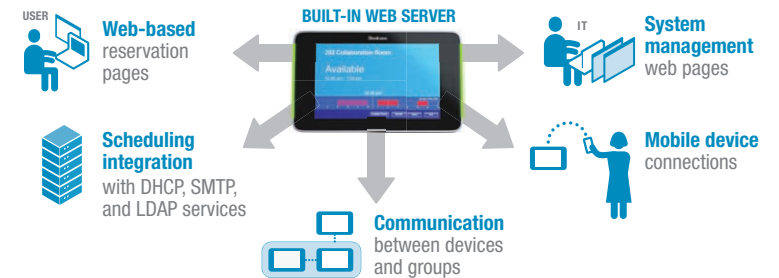 USER
Web-based
reservation
pages
BUILT-IN WEB SERVER
Available
IT
System
management
web pages
Scheduling
integration
with DHCP, SMTP,
and LDAP services
Mobile device
connections
Communication
between devices
and groups